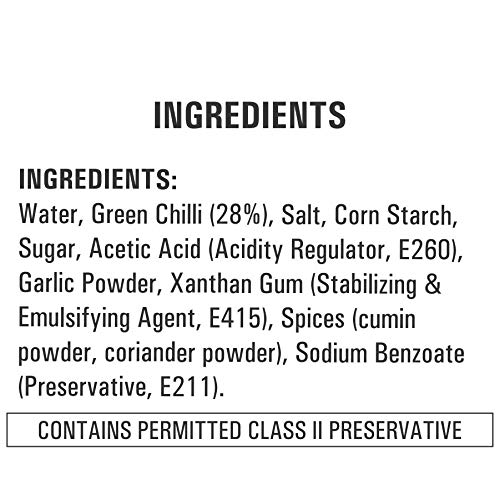 INGREDIENTS
INGREDIENTS:
Water, Green Chilli (28%), Salt, Corn Starch,
Sugar, Acetic Acid (Acidity Regulator, E260),
Garlic Powder, Xanthan Gum (Stabilizing &
Emulsifying Agent, E415), Spices (cumin
powder, coriander powder), Sodium Benzoate
(Preservative, E211).
CONTAINS PERMITTED CLASS II PRESERVATIVE